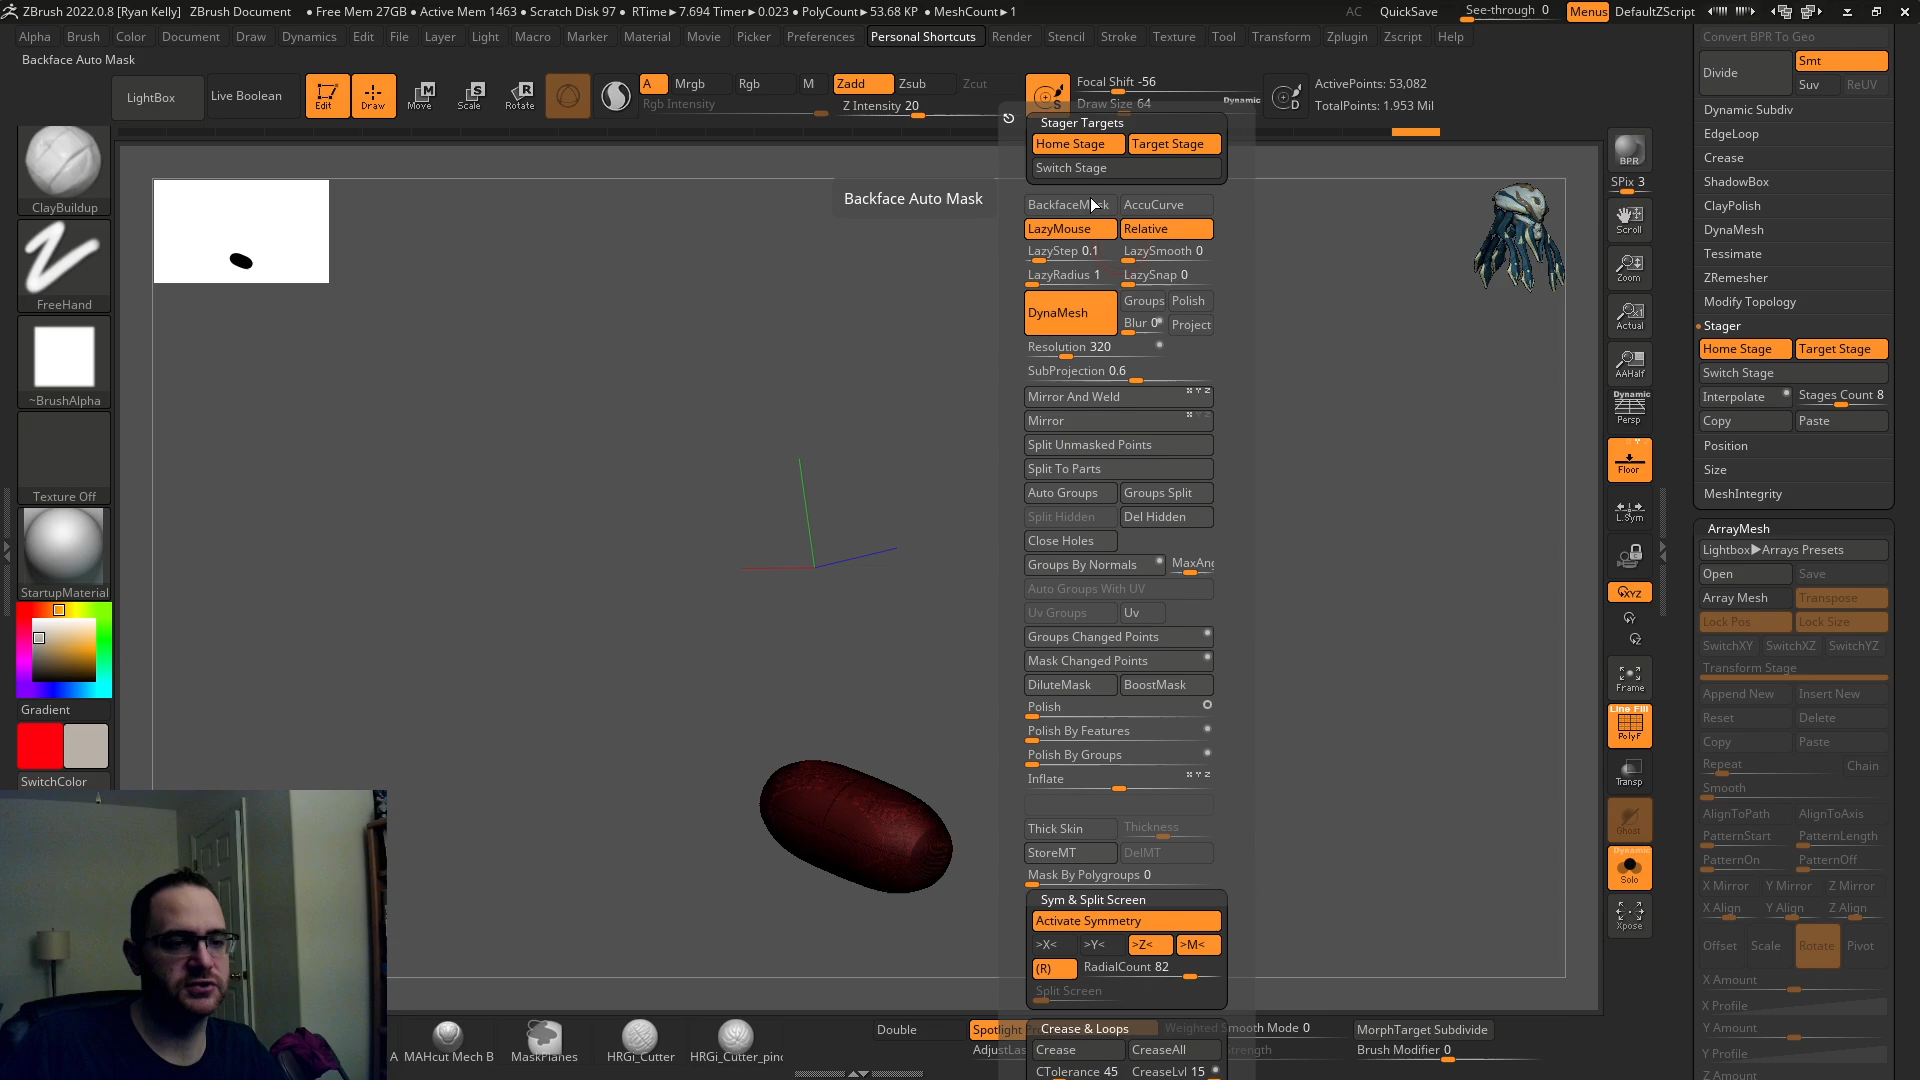 ZBrush 2022.0.8 [Ryan Kelly] ZBrush Document • Free Mem 27GB • Active Mem 1463 • Scratch Disk 97 • RTime►7.694 Timer►0.023 • PolyCount►53.68 KP • MeshCount►1 AC QuickSave See-through 0 Menus DefaultZScript
Alpha Brush Color Document Draw Dynamics Edit File Layer Light Macro Marker Material Movie Picker Preferences Personal Shortcuts Render Stencil Stroke Texture Tool Transform Zplugin Zscript Help
Backface Auto Mask
LightBox
Live Boolean
Edit
Draw
Move
Scale
Rotate
A Mrgb Rgb M
Rgb Intensity
Zadd Zsub Zcut
Z Intensity 20
S
Focal Shift -56
Draw Size 64
Dynamic
D
ActivePoints: 53,082
TotalPoints: 1.953 Mil
ClayBuildup
FreeHand
~BrushAlpha
Texture Off
StartupMaterial
Gradient
SwitchColor
Backface Auto Mask
Stager Targets
Home Stage Target Stage
Switch Stage
BackfaceMask AccuCurve
LazyMouse Relative
LazyStep 0.1 LazySmooth 0
LazyRadius 1 LazySnap 0
DynaMesh Groups Polish
Blur 0 Project
Resolution 320
SubProjection 0.6
Mirror And Weld
Mirror
Split Unmasked Points
Split To Parts
Auto Groups Groups Split
Split Hidden Del Hidden
Close Holes
Groups By Normals MaxAng
Auto Groups With UV
Uv Groups Uv
Groups Changed Points
Mask Changed Points
DiluteMask BoostMask
Polish
Polish By Features
Polish By Groups
Inflate
Thick Skin Thickness
StoreMT DelMT
Mask By Polygroups 0
Sym & Split Screen
Activate Symmetry
>X< >Y< >Z< >M<
(R) RadialCount 82
Split Screen
Crease & Loops
Crease CreaseAll
CTolerance 45 CreaseLvl 15
A MAHcut Mech B
MaskPlanes
HRGi_Cutter
HRGi_Cutter_pinc
Double
Spotlight
AdjustLas
Weighted Smooth Mode 0
MorphTarget Subdivide
Brush Modifier 0
BPR
SPix 3
Scroll
Zoom
Actual
AAHalf
Dynamic
Persp
Floor
L.Sym
XYZ
Frame
Line Fill
PolyF
Transp
Ghost
Dynamic
Solo
Xpose
Convert BPR To Geo
Divide Smt
Suv ReUV
Dynamic Subdiv
EdgeLoop
Crease
ShadowBox
ClayPolish
DynaMesh
Tessimate
ZRemesher
Modify Topology
Stager
Home Stage Target Stage
Switch Stage
Interpolate Stages Count 8
Copy Paste
Position
Size
MeshIntegrity
ArrayMesh
Lightbox►Arrays Presets
Open Save
Array Mesh Transpose
Lock Pos Lock Size
SwitchXY SwitchXZ SwitchYZ
Transform Stage
Append New Insert New
Reset Delete
Copy Paste
Repeat Chain
Smooth
AlignToPath AlignToAxis
PatternStart PatternLength
PatternOn PatternOff
X Mirror Y Mirror Z Mirror
X Align Y Align Z Align
Offset Scale Rotate Pivot
X Amount
X Profile
Y Amount
Y Profile
Z Amount